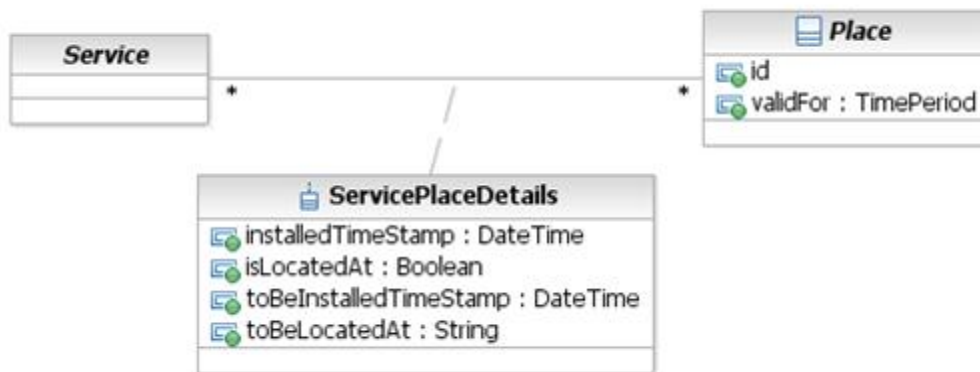 Service
Place
id
validFor : TimePeriod
*
*
ServicePlaceDetails
installedTimeStamp : DateTime
isLocatedAt : Boolean
toBeInstalledTimeStamp : DateTime
toBeLocatedAt : String